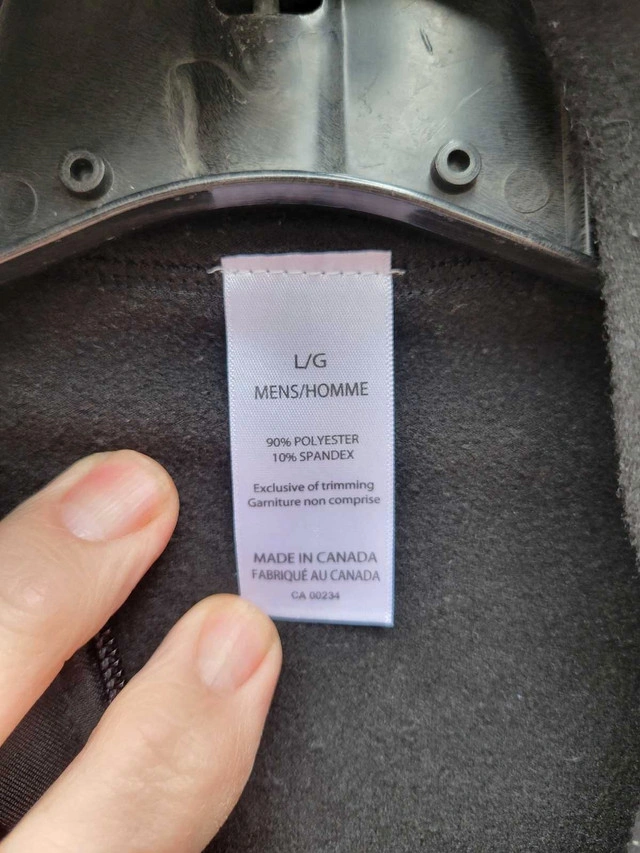 L/G
MENS/HOMME
90% POLYESTER
10% SPANDEX
Exclusive of trimming
Garniture non comprise
MADE IN CANADA
FABRIQUÉ AU CANADA
CA 00234